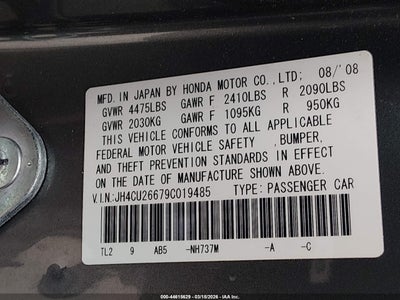 MFD. IN JAPAN BY HONDA MOTOR CO., LTD; 08/'08
GVWR 4475LBS GAWR F 2410LBS R 2090LBS
GVWR 2030KG GAWR F 1095KG R 950KG
THIS VEHICLE CONFORMS TO ALL APPLICABLE
FEDERAL MOTOR VEHICLE SAFETY ,BUMPER,
AND THEFT PREVENTION STANDARDS IN EFFECT
ON THE DATE OF MANUFACTURE SHOWN ABOVE.
V.I.N.:JH4CU26679C019485 TYPE: PASSENGER CAR
TL2 9 AB5 -NH737M -A -C
000-44615629 - 03/18/2026 - IAA Inc.